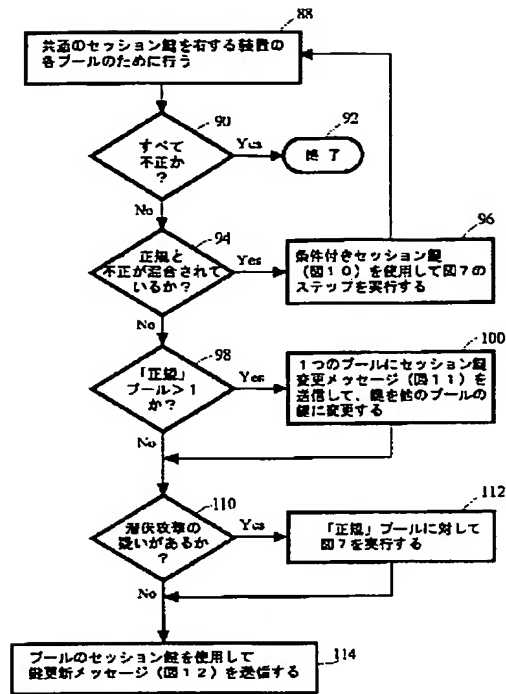 88
共通のセッション鍵を有する装置の
各プールのために行う
90
すべて
不正か
?
Yes
92
終了
No
94
正規と
不正が混合されて
いるか?
Yes
96
条件付きセッション鍵
(図10)を使用して図7の
ステップを実行する
No
98
「正規」
プール>1
か?
Yes
100
1つのプールにセッション鍵
変更メッセージ(図11)を
送信して、鍵を他のプールの
鍵に変更する
No
110
潜伏攻撃の
疑いがあるか
?
Yes
112
「正規」プールに対して
図7を実行する
No
プールのセッション鍵を使用して
鍵更新メッセージ(図12)を送信する
114